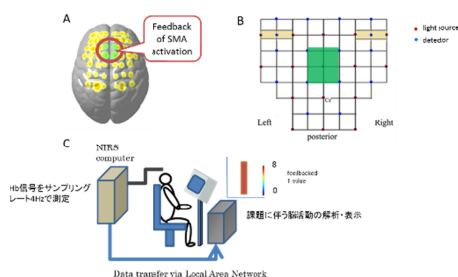 A
Feedback
of SMA
activation
B
light source
detector
Cz
Left
Right
posterior
C
NIRS
computer
Hb信号をサンプリング
レート4Hzで測定
8
0
feedbacked
T value
課題に伴う脳活動の解析・表示
Data transfer via Local Area Network